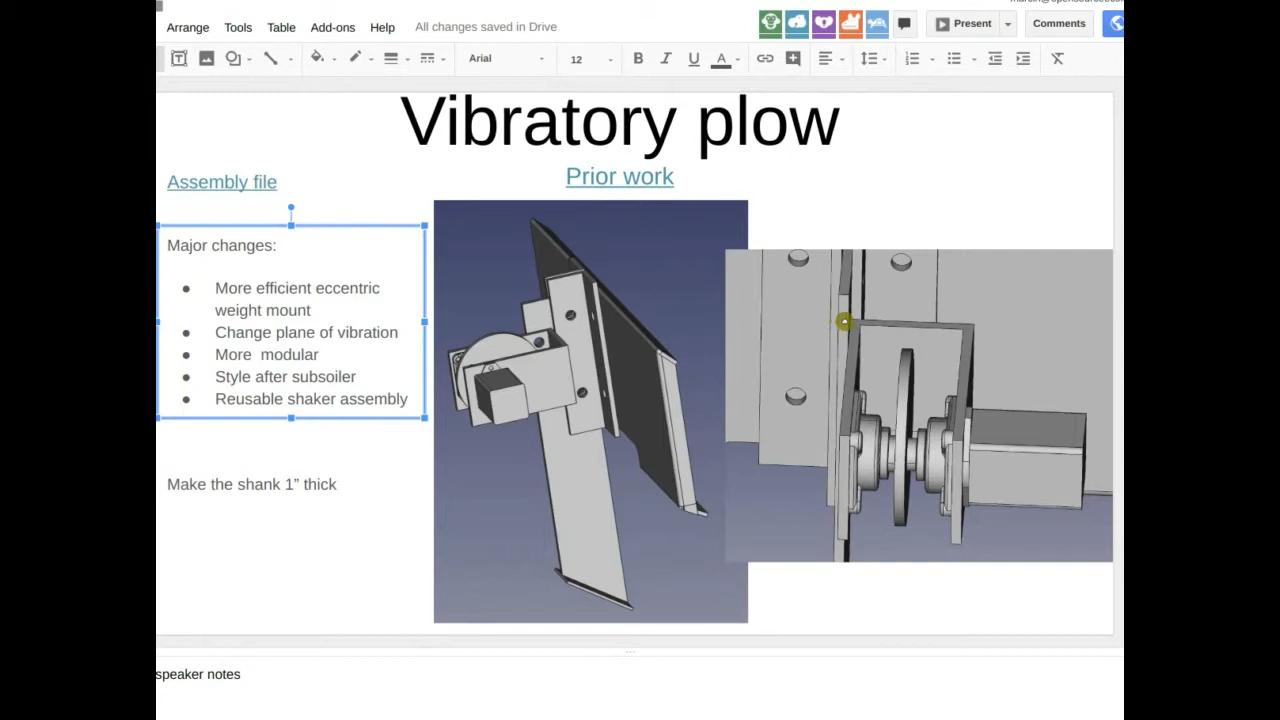 Arrange Tools Table Add-ons Help All changes saved in Drive
Present Comments
Arial 12 B I U A
Vibratory plow
Assembly file
Prior work
Major changes:
● More efficient eccentric
weight mount
● Change plane of vibration
● More modular
● Style after subsoiler
● Reusable shaker assembly
Make the shank 1” thick
speaker notes